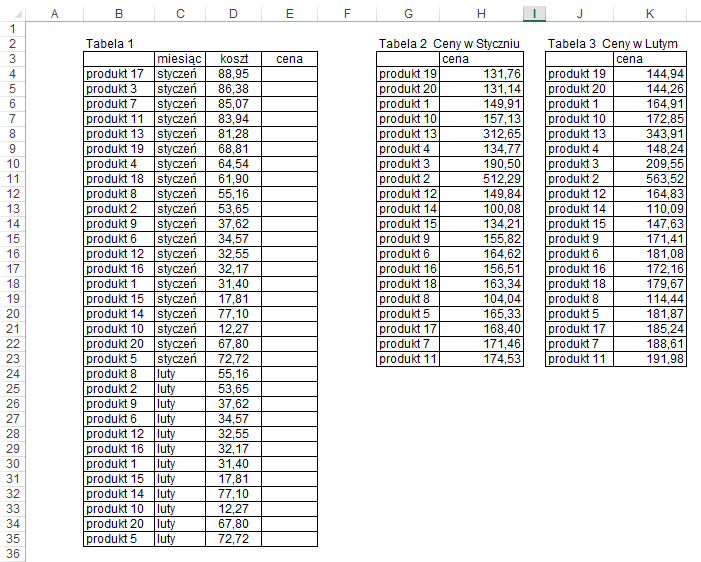 A B C D E F G H I J K
1
2 Tabela 1 Tabela 2 Ceny w Styczniu Tabela 3 Ceny w Lutym
3 miesiąc koszt cena cena cena
4 produkt 17 styczeń 88,95 produkt 19 131,76 produkt 19 144,94
5 produkt 3 styczeń 86,38 produkt 20 131,14 produkt 20 144,26
6 produkt 7 styczeń 85,07 produkt 1 149,91 produkt 1 164,91
7 produkt 11 styczeń 83,94 produkt 10 157,13 produkt 10 172,85
8 produkt 13 styczeń 81,28 produkt 13 312,65 produkt 13 343,91
9 produkt 19 styczeń 68,81 produkt 4 134,77 produkt 4 148,24
10 produkt 4 styczeń 64,54 produkt 3 190,50 produkt 3 209,55
11 produkt 18 styczeń 61,90 produkt 2 512,29 produkt 2 563,52
12 produkt 8 styczeń 55,16 produkt 12 149,84 produkt 12 164,83
13 produkt 2 styczeń 53,65 produkt 14 100,08 produkt 14 110,09
14 produkt 9 styczeń 37,62 produkt 15 134,21 produkt 15 147,63
15 produkt 6 styczeń 34,57 produkt 9 155,82 produkt 9 171,41
16 produkt 12 styczeń 32,55 produkt 6 164,62 produkt 6 181,08
17 produkt 16 styczeń 32,17 produkt 16 156,51 produkt 16 172,16
18 produkt 1 styczeń 31,40 produkt 18 163,34 produkt 18 179,67
19 produkt 15 styczeń 17,81 produkt 8 104,04 produkt 8 114,44
20 produkt 14 styczeń 77,10 produkt 5 165,33 produkt 5 181,87
21 produkt 10 styczeń 12,27 produkt 17 168,40 produkt 17 185,24
22 produkt 20 styczeń 67,80 produkt 7 171,46 produkt 7 188,61
23 produkt 5 styczeń 72,72 produkt 11 174,53 produkt 11 191,98
24 produkt 8 luty 55,16
25 produkt 2 luty 53,65
26 produkt 9 luty 37,62
27 produkt 6 luty 34,57
28 produkt 12 luty 32,55
29 produkt 16 luty 32,17
30 produkt 1 luty 31,40
31 produkt 15 luty 17,81
32 produkt 14 luty 77,10
33 produkt 10 luty 12,27
34 produkt 20 luty 67,80
35 produkt 5 luty 72,72
36